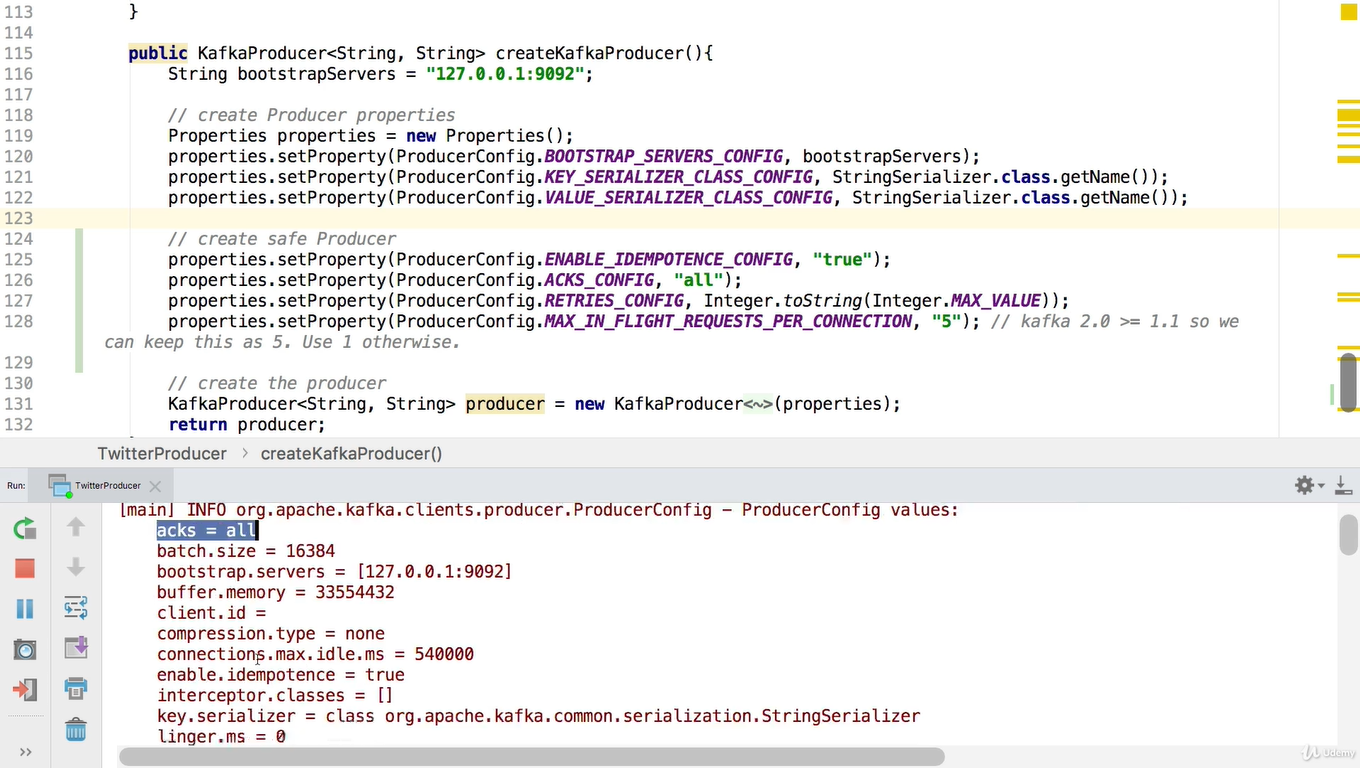 113 }
114
115 public KafkaProducer<String, String> createKafkaProducer(){
116 String bootstrapServers = "127.0.0.1:9092";
117
118 // create Producer properties
119 Properties properties = new Properties();
120 properties.setProperty(ProducerConfig.BOOTSTRAP_SERVERS_CONFIG, bootstrapServers);
121 properties.setProperty(ProducerConfig.KEY_SERIALIZER_CLASS_CONFIG, StringSerializer.class.getName());
122 properties.setProperty(ProducerConfig.VALUE_SERIALIZER_CLASS_CONFIG, StringSerializer.class.getName());
123
124 // create safe Producer
125 properties.setProperty(ProducerConfig.ENABLE_IDEMPOTENCE_CONFIG, "true");
126 properties.setProperty(ProducerConfig.ACKS_CONFIG, "all");
127 properties.setProperty(ProducerConfig.RETRIES_CONFIG, Integer.toString(Integer.MAX_VALUE));
128 properties.setProperty(ProducerConfig.MAX_IN_FLIGHT_REQUESTS_PER_CONNECTION, "5"); // kafka 2.0 >= 1.1 so we
can keep this as 5. Use 1 otherwise.
129
130 // create the producer
131 KafkaProducer<String, String> producer = new KafkaProducer<~>(properties);
132 return producer;
TwitterProducer > createKafkaProducer()
Run: TwitterProducer
[main] INFO org.apache.kafka.clients.producer.ProducerConfig - ProducerConfig values:
acks = all
batch.size = 16384
bootstrap.servers = [127.0.0.1:9092]
buffer.memory = 33554432
client.id =
compression.type = none
connections.max.idle.ms = 540000
enable.idempotence = true
interceptor.classes = []
key.serializer = class org.apache.kafka.common.serialization.StringSerializer
linger.ms = 0
Udemy